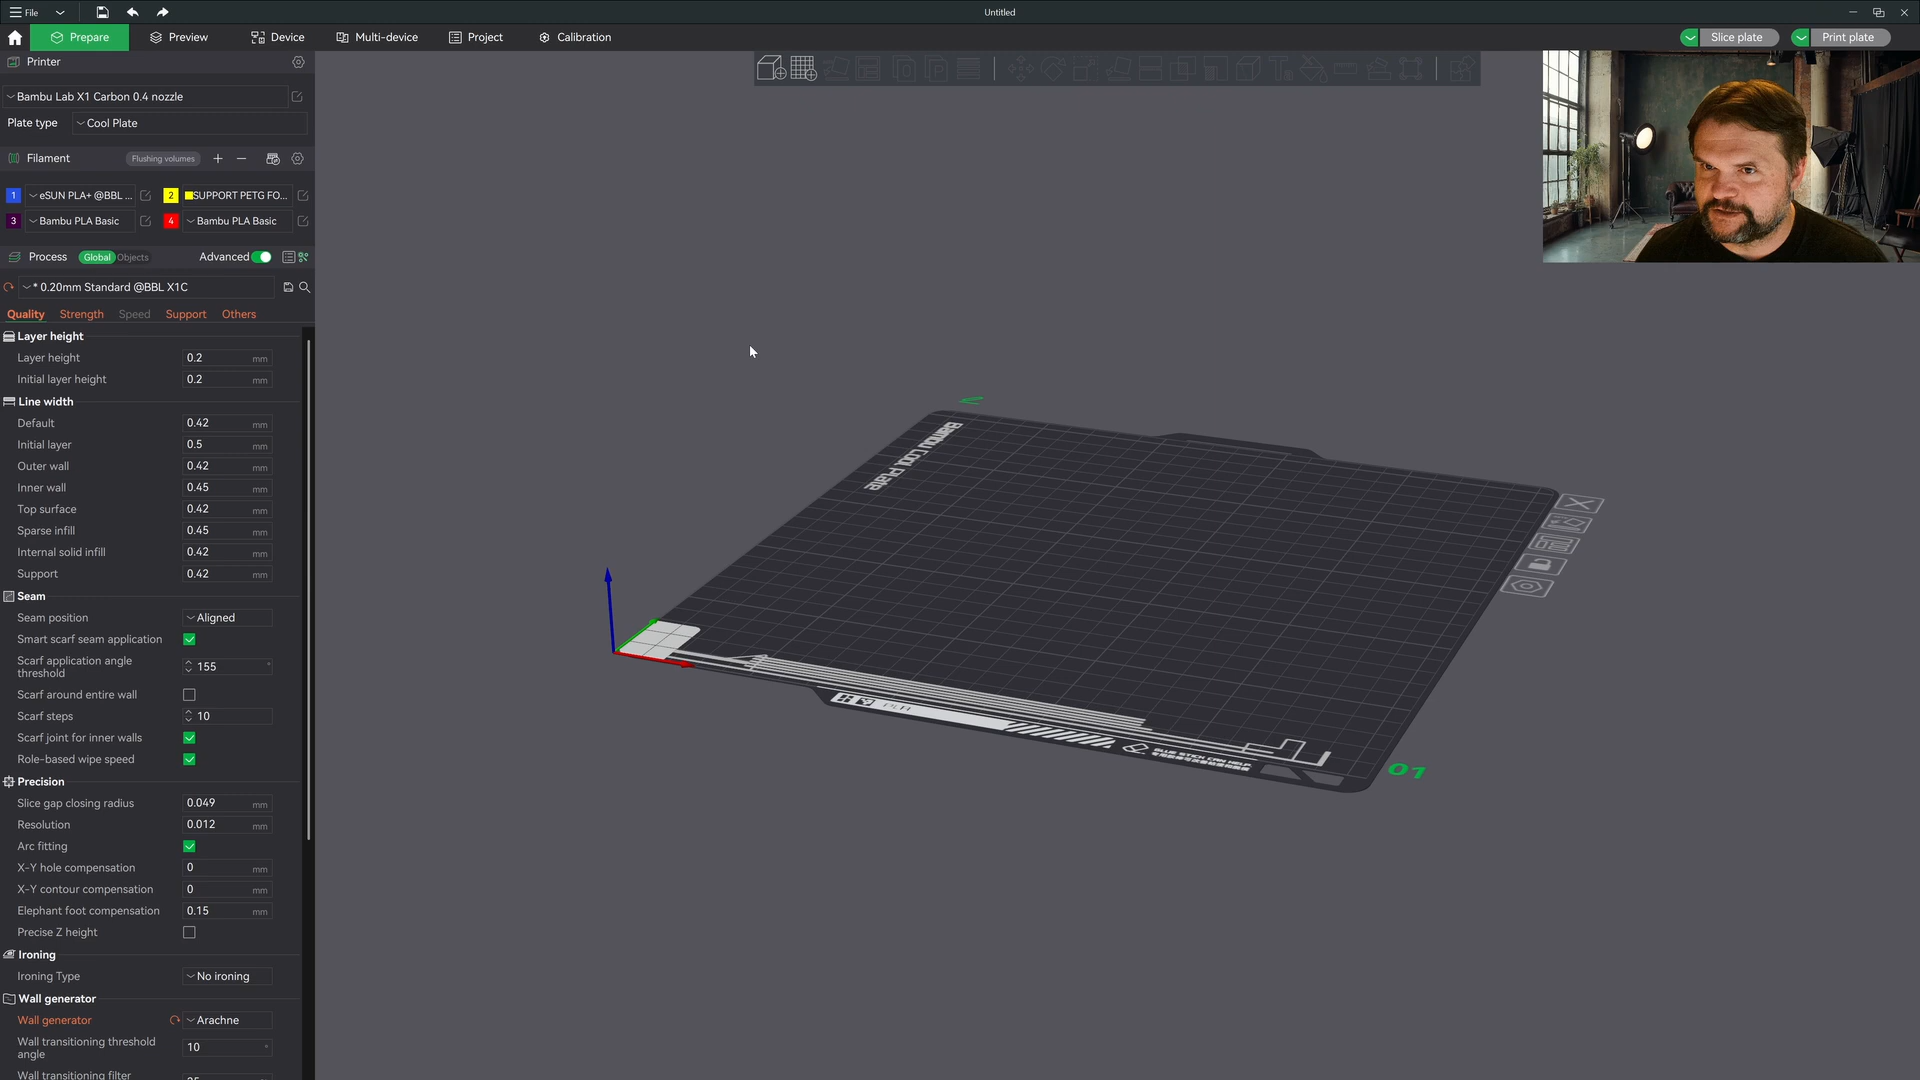 File
Untitled
Prepare
Preview
Device
Multi-device
Project
Calibration
Slice plate
Print plate
Printer
Bambu Lab X1 Carbon 0.4 nozzle
Plate type
Cool Plate
Filament
Flushing volumes
1
eSUN PLA+ @BBL ...
2
SUPPORT PETG FO...
3
Bambu PLA Basic
4
Bambu PLA Basic
Process
Global
Objects
Advanced
* 0.20mm Standard @BBL X1C
Quality
Strength
Speed
Support
Others
Layer height
Layer height 0.2 mm
Initial layer height 0.2 mm
Line width
Default 0.42 mm
Initial layer 0.5 mm
Outer wall 0.42 mm
Inner wall 0.45 mm
Top surface 0.42 mm
Sparse infill 0.45 mm
Internal solid infill 0.42 mm
Support 0.42 mm
Seam
Seam position Aligned
Smart scarf seam application
Scarf application angle
threshold
155 °
Scarf around entire wall
Scarf steps 10
Scarf joint for inner walls
Role-based wipe speed
Precision
Slice gap closing radius 0.049 mm
Resolution 0.012 mm
Arc fitting
X-Y hole compensation 0 mm
X-Y contour compensation 0 mm
Elephant foot compensation 0.15 mm
Precise Z height
Ironing
Ironing Type No ironing
Wall generator
Wall generator Arachne
Wall transitioning threshold
angle
10 °
Wall transitioning filter
Bambu Cool Plate
PLA
GLUE STICK CAN HELP.
01